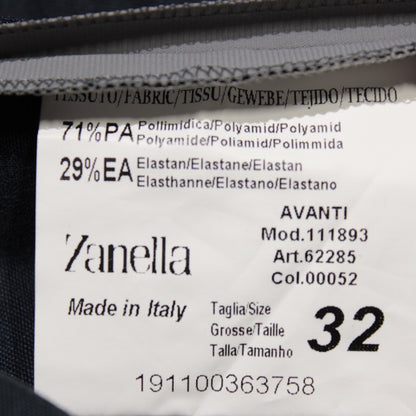 TESSUTO/FABRIC/TISSU/GEWEBE/TEJIDO/TECIDO
71%PA Pollimidica/Polyamid/Polyamid
Polyamide/Poliamid/Polimmida
29%EA Elastan/Elastane/Elastan
Elasthanne/Elastano/Elastano
AVANTI
Mod.111893
Zanella
Art.62285
Col.00052
Made in Italy
Taglia/Size
Grosse/Taille
Talla/Tamanho
32
191100363758